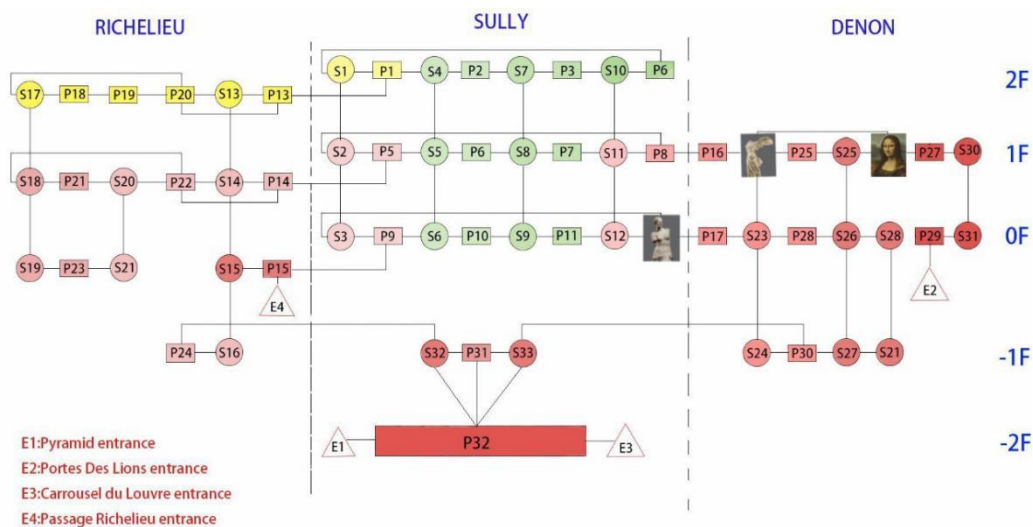 RICHELIEU SULLY DENON
S1 P1 S4 P2 S7 P3 S10 P6 2F
S17 P18 P19 P20 S13 P13
S2 P5 S5 P6 S8 P7 S11 P8 P16 P25 S25 P27 S30 1F
S18 P21 S20 P22 S14 P14
S3 P9 S6 P10 S9 P11 S12 P17 S23 P28 S26 S28 P29 S31 0F
S19 P23 S21 S15 P15
E4 E2
P24 S16 S32 P31 S33 S24 P30 S27 S21 -1F
E1 P32 E3 -2F
E1:Pyramid entrance
E2:Portes Des Lions entrance
E3:Carrousel du Louvre entrance
E4:Passage Richelieu entrance